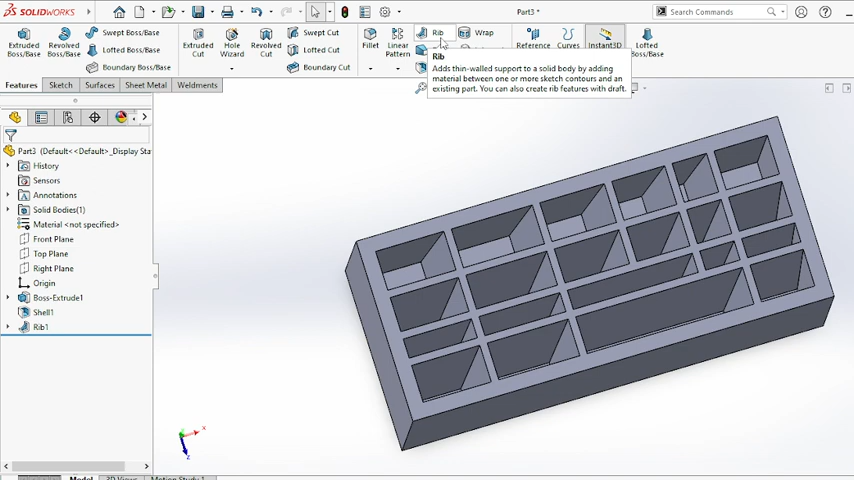 SOLIDWORKS
Part3 *
Search Commands
Extruded Boss/Base
Revolved Boss/Base
Swept Boss/Base
Lofted Boss/Base
Boundary Boss/Base
Extruded Cut
Hole Wizard
Revolved Cut
Swept Cut
Lofted Cut
Boundary Cut
Fillet
Linear Pattern
Rib
Wrap
Reference
Curves
Instant3D
Lofted Boss/Base
Rib
Adds thin-walled support to a solid body by adding
material between one or more sketch contours and an
existing part. You can also create rib features with draft.
Features
Sketch
Surfaces
Sheet Metal
Weldments
Part3 (Default<<Default>_Display Sta
History
Sensors
Annotations
Solid Bodies(1)
Material <not specified>
Front Plane
Top Plane
Right Plane
Origin
Boss-Extrude1
Shell1
Rib1
x
z
Model
3D Views
Motion Study 1